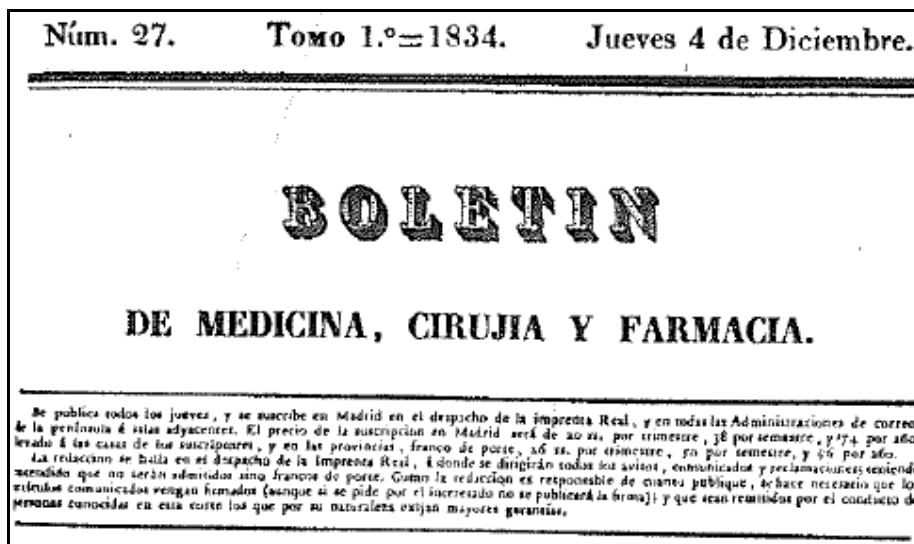 Núm. 27. Tomo 1.º=1834. Jueves 4 de Diciembre.
BOLETIN
DE MEDICINA, CIRUJIA Y FARMACIA.
Se publica todos los jueves, y se suscribe en Madrid en el despacho de la imprenta Real, y en todas las Administraciones de correo
de la península é islas adyacentes. El precio de la suscripcion en Madrid será de 20 rs. por trimestre, 38 por semestre, y 74 por año
levado á las casas de los suscriptores, y en las provincias, franco de porte, 26 rs. por trimestre, 50 por semestre, y por año.
La redaccion se halla en el despacho de la Imprenta Real, á donde se dirigirán todos los avisos, comunicados y reclamaciones, teniendo
entendido que no serán admitidos sino francos de porte. Como la redaccion es responsable de cuanto publique, se hace necesario que lo
artículos comunicados vengan firmados (aunque si se pide por el interesado no se publicará la firma); y que sean remitidos por el conducto de
personas conocidas en esta corte los que por su naturaleza exijan mayores garantías.